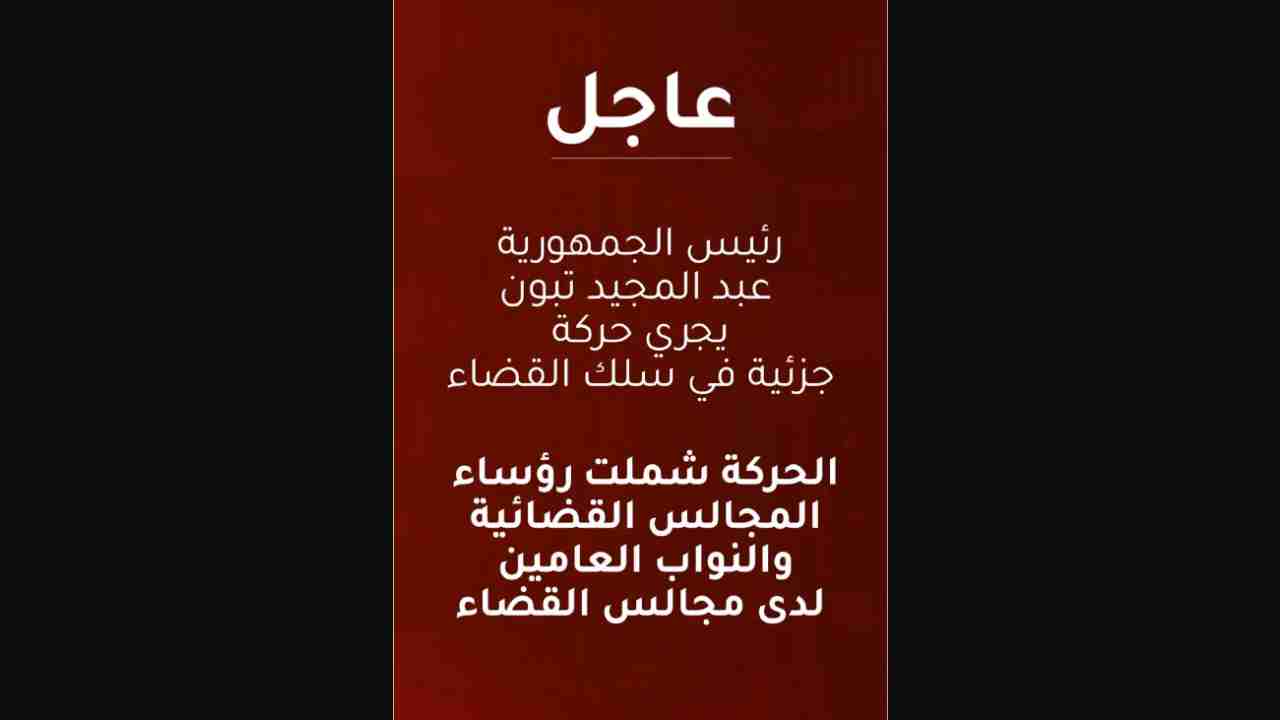 عاجل
رئيس الجمهورية
عبد المجيد تبون
يجري حركة
جزئية في سلك القضاء
الحركة شملت رؤساء
المجالس القضائية
والنواب العامين
لدى مجالس القضاء